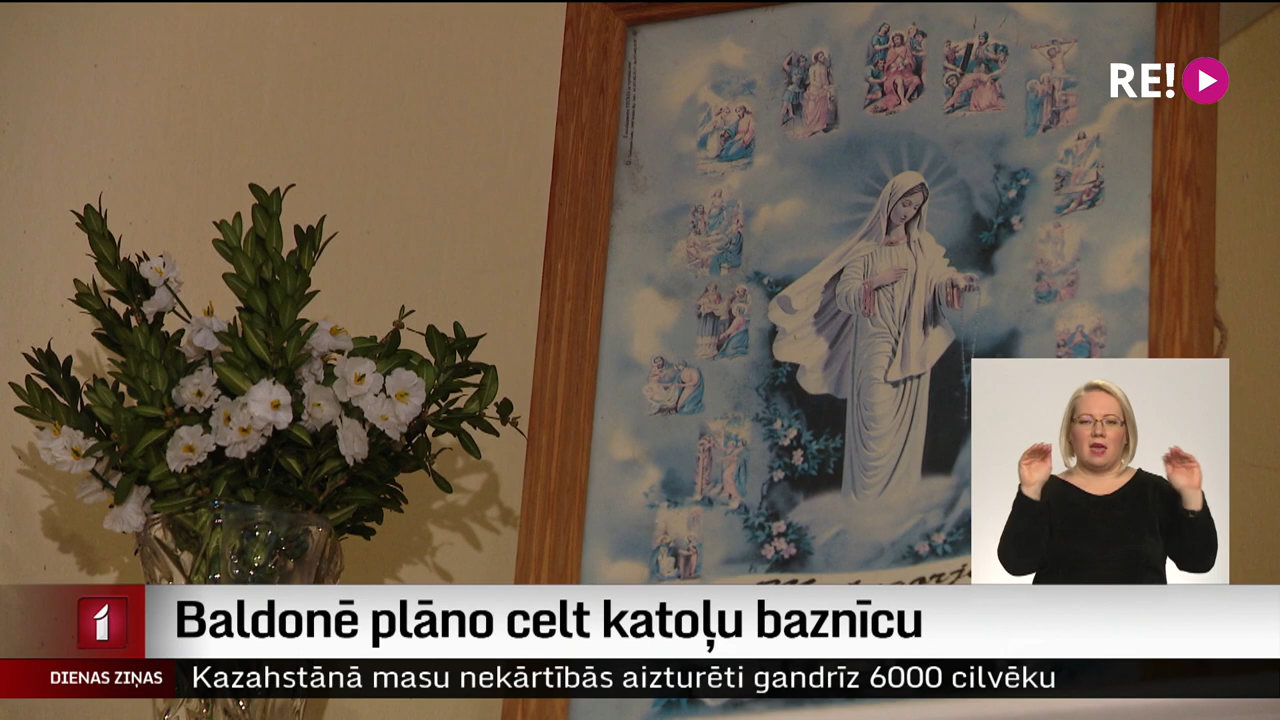 RE!
Baldonē plāno celt katoļu baznīcu
1
DIENAS ZIŅAS
Kazahstānā masu nekārtībās aizturēti gandrīz 6000 cilvēku